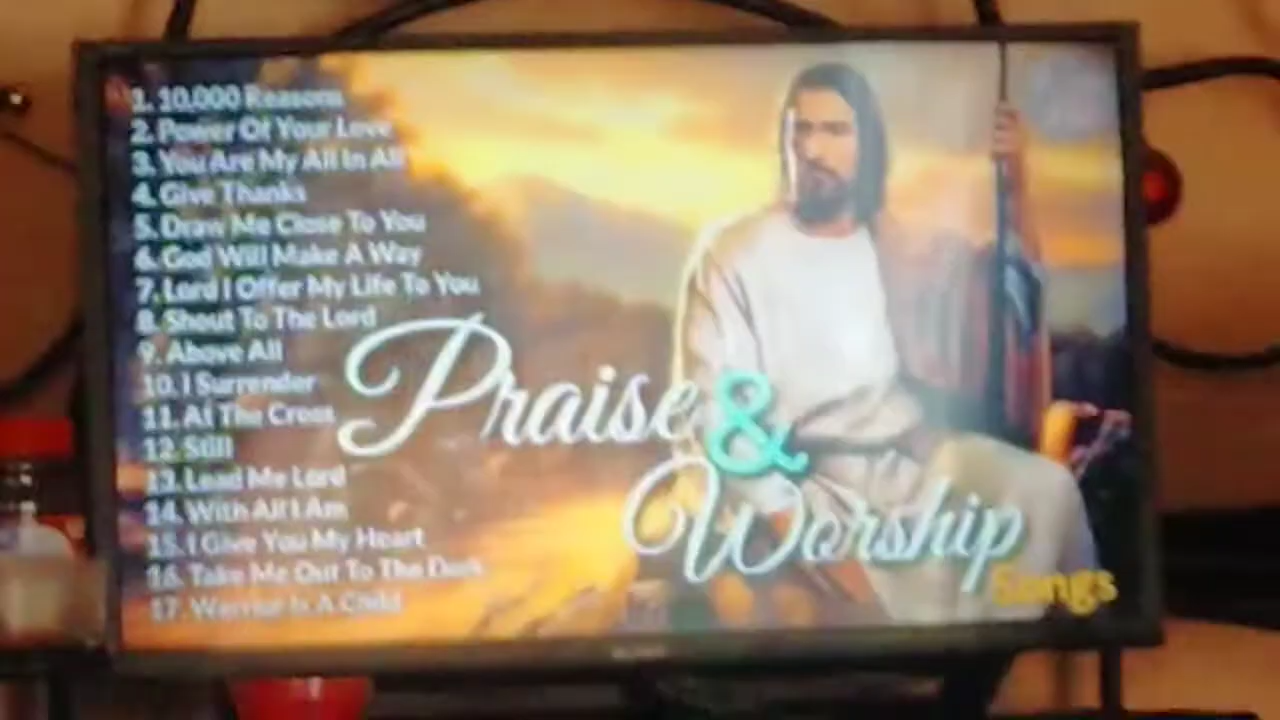 1. 10,000 Reasons
2. Power Of Your Love
3. You Are My All In All
4. Give Thanks
5. Draw Me Close To You
6. God Will Make A Way
7. Lord I Offer My Life To You
8. Shout To The Lord
9. Above All
10. I Surrender
11. At The Cross
12. Still
13. Lead Me Lord
14. With All I Am
15. I Give You My Heart
16. Take Me Out To The
17. Warrior Is A Child
Praise &
Worship
Songs